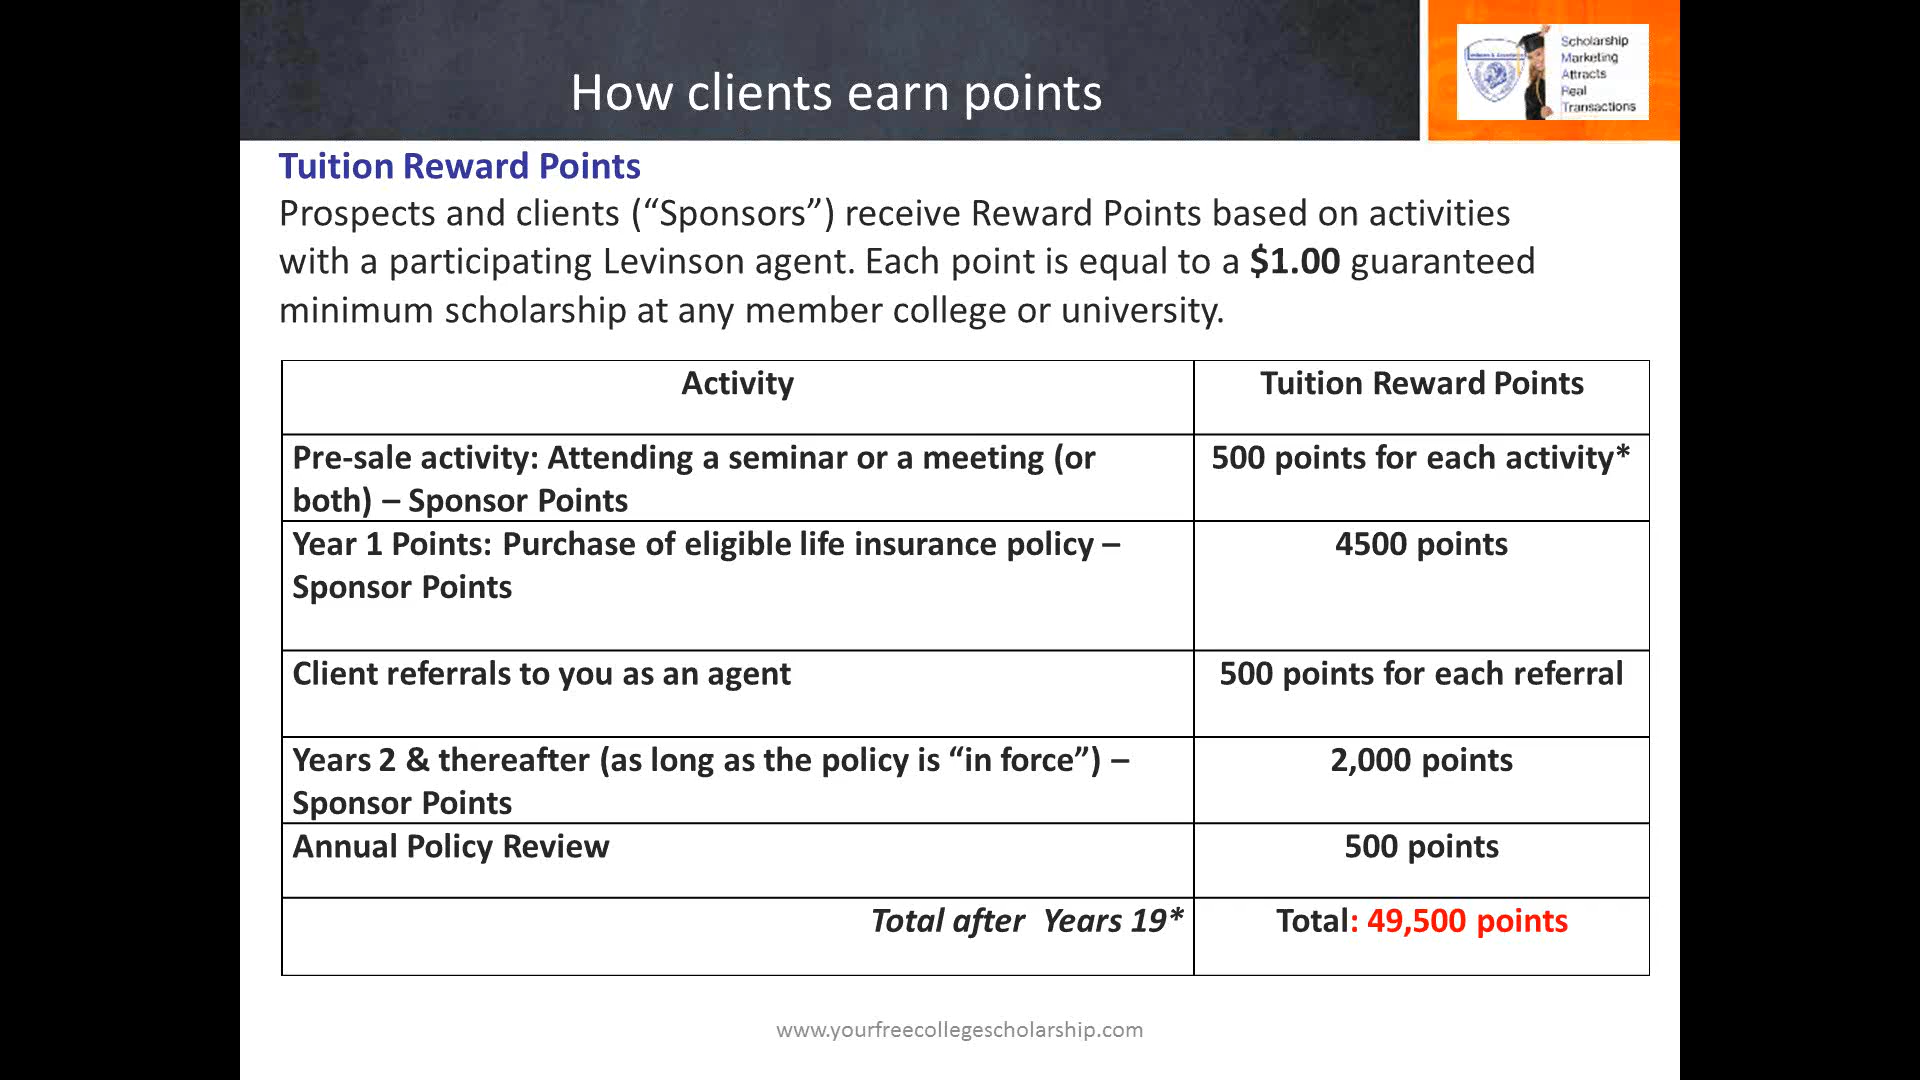 How clients earn points
Scholarship
Marketing
Attracts
Real
Transactions
Tuition Reward Points
Prospects and clients (“Sponsors”) receive Reward Points based on activities
with a participating Levinson agent. Each point is equal to a $1.00 guaranteed
minimum scholarship at any member college or university.
Activity
Tuition Reward Points
Pre-sale activity: Attending a seminar or a meeting (or
both) – Sponsor Points
500 points for each activity*
Year 1 Points: Purchase of eligible life insurance policy –
Sponsor Points
4500 points
Client referrals to you as an agent
500 points for each referral
Years 2 & thereafter (as long as the policy is “in force”) –
Sponsor Points
2,000 points
Annual Policy Review
500 points
Total after Years 19*
Total: 49,500 points
www.yourfreecollegescholarship.com